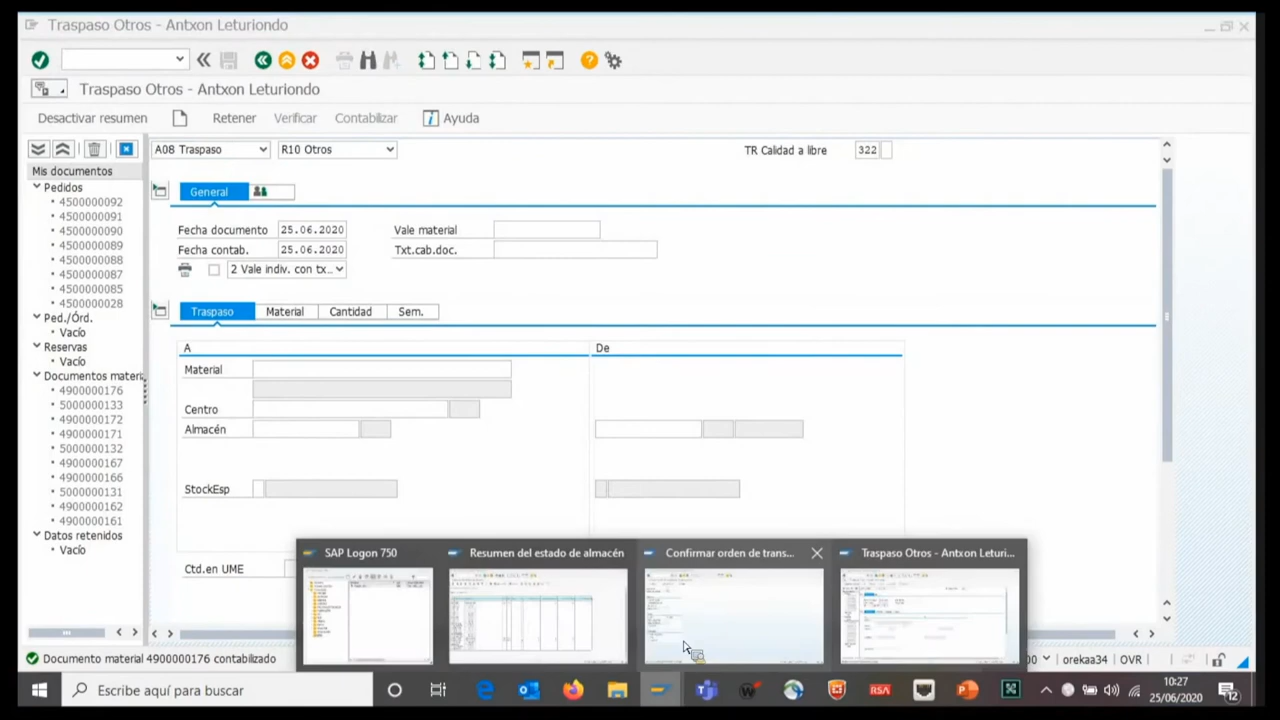 Traspaso Otros - Antxon Leturiondo
Traspaso Otros - Antxon Leturiondo
Desactivar resumen Retener Verificar Contabilizar Ayuda
A08 Traspaso R10 Otros TR Calidad a libre 322
Mis documentos
Pedidos
4500000092
4500000091
4500000090
4500000089
4500000088
4500000087
4500000085
4500000028
Ped./Órd.
Vacío
Reservas
Vacío
Documentos materi
4900000176
5000000133
4900000172
4900000171
5000000132
4900000167
4900000166
5000000131
4900000162
4900000161
Datos retenidos
Vacío
General
Fecha documento 25.06.2020 Vale material
Fecha contab. 25.06.2020 Txt.cab.doc.
2 Vale indiv. con tx..
Traspaso Material Cantidad Sem.
A De
Material
Centro
Almacén
StockEsp
Ctd.en UME
SAP Logon 750 Resumen del estado de almacén Confirmar orden de trans... Traspaso Otros - Antxon Leturi...
Documento material 4900000176 contabilizado
00 orekaa34 OVR
Escribe aquí para buscar
RSA
10:27
25/06/2020
12